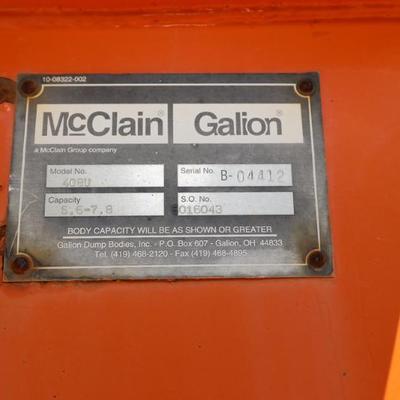 10-08322-002
McClain® Galion®
a McClain Group company
Model No. Serial No. B-04412
408U
Capacity S.O. No.
5.6-7.8 016043
BODY CAPACITY WILL BE AS SHOWN OR GREATER
Galion Dump Bodies, Inc. - P.O. Box 607 - Galion, OH 44833
Tel. (419) 468-2120 - Fax (419) 468-4895